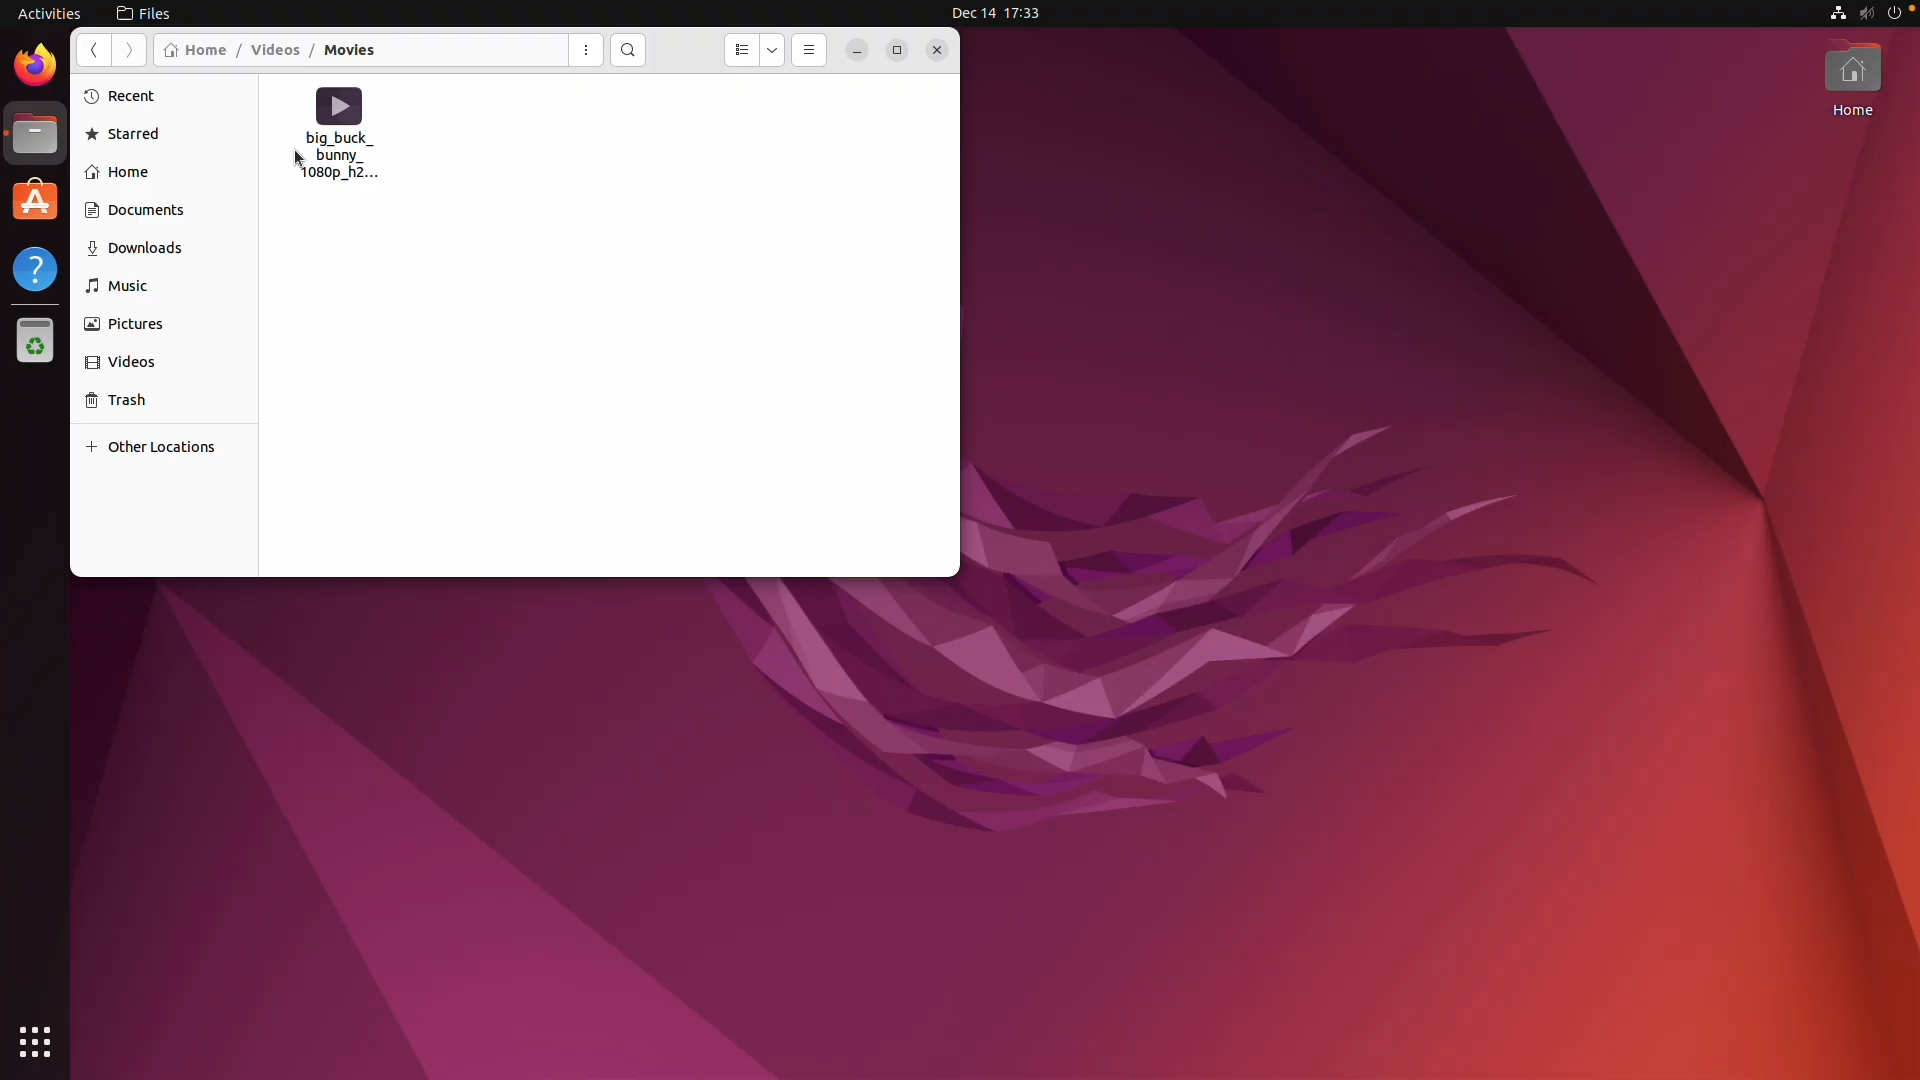 Activities Files Dec 14 17:33
Home / Videos / Movies
Recent
Starred
Home
Documents
Downloads
Music
Pictures
Videos
Trash
Other Locations
big_buck_
bunny_
1080p_h2...
Home